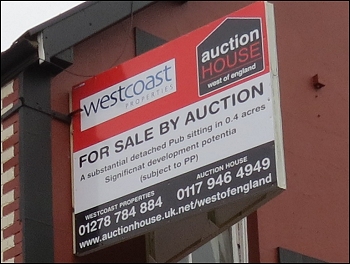 westcoast
PROPERTIES
auction
HOUSE
west of england
FOR SALE BY AUCTION
A substantial detached Pub sitting in 0.4 acres
Significnat development potentia
(subject to PP)
WESTCOAST PROPERTIES
01278 784 884
AUCTION HOUSE
0117 946 4949
www.auctionhouse.uk.net/westofengland